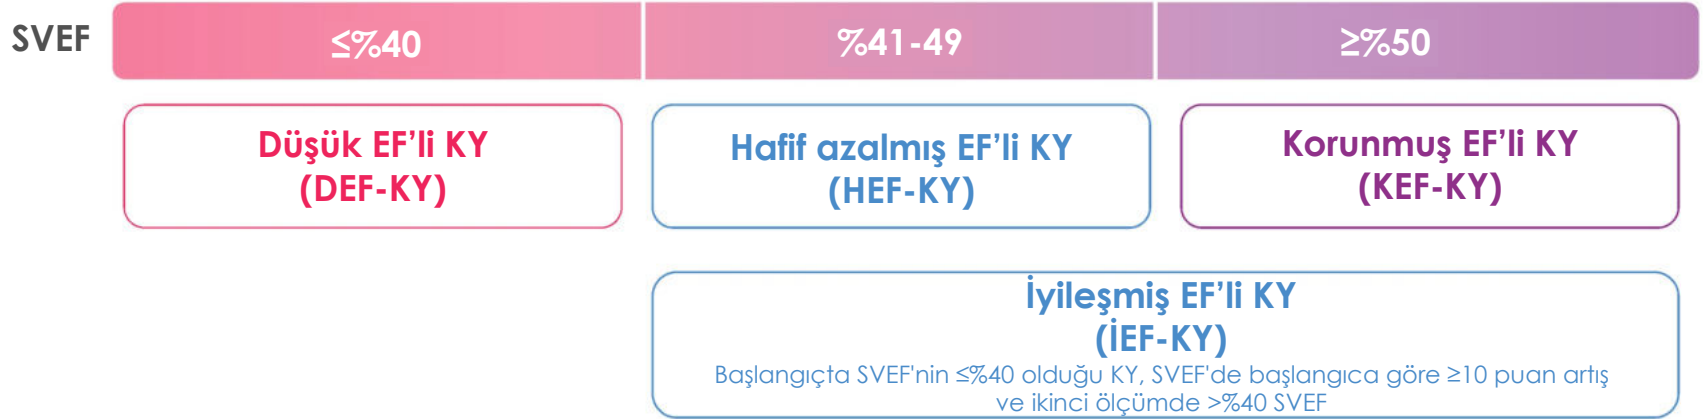 SVEF ≤%40 %41-49 ≥%50
Düşük EF’li KY
(DEF-KY)
Hafif azalmış EF’li KY
(HEF-KY)
Korunmuş EF’li KY
(KEF-KY)
İyileşmiş EF’li KY
(İEF-KY)
Başlangıçta SVEF'nin ≤%40 olduğu KY, SVEF'de başlangıca göre ≥10 puan artış
ve ikinci ölçümde >%40 SVEF